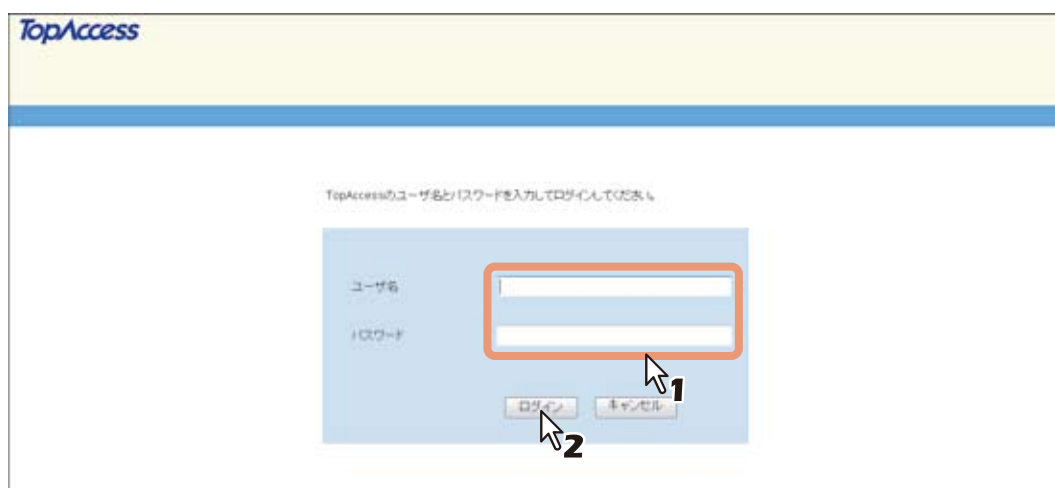 TopAccess
TopAccessのユーザ名とパスワードを入力してログインしてください。
ユーザ名
パスワード
1
ログイン キャンセル
2